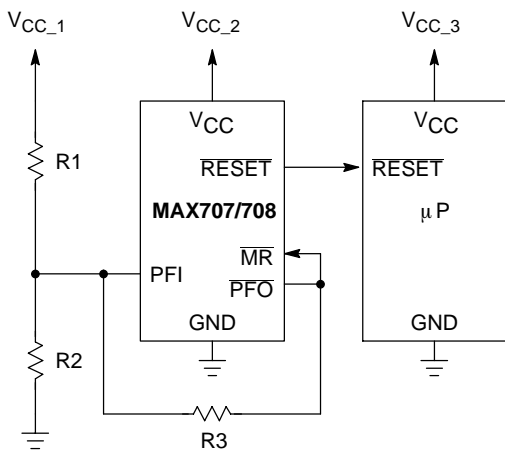 VCC_1
VCC_2
VCC_3
VCC
VCC
R1
RESET
RESET
MAX707/708
μP
MR
PFI
PFO
R2
GND
GND
R3